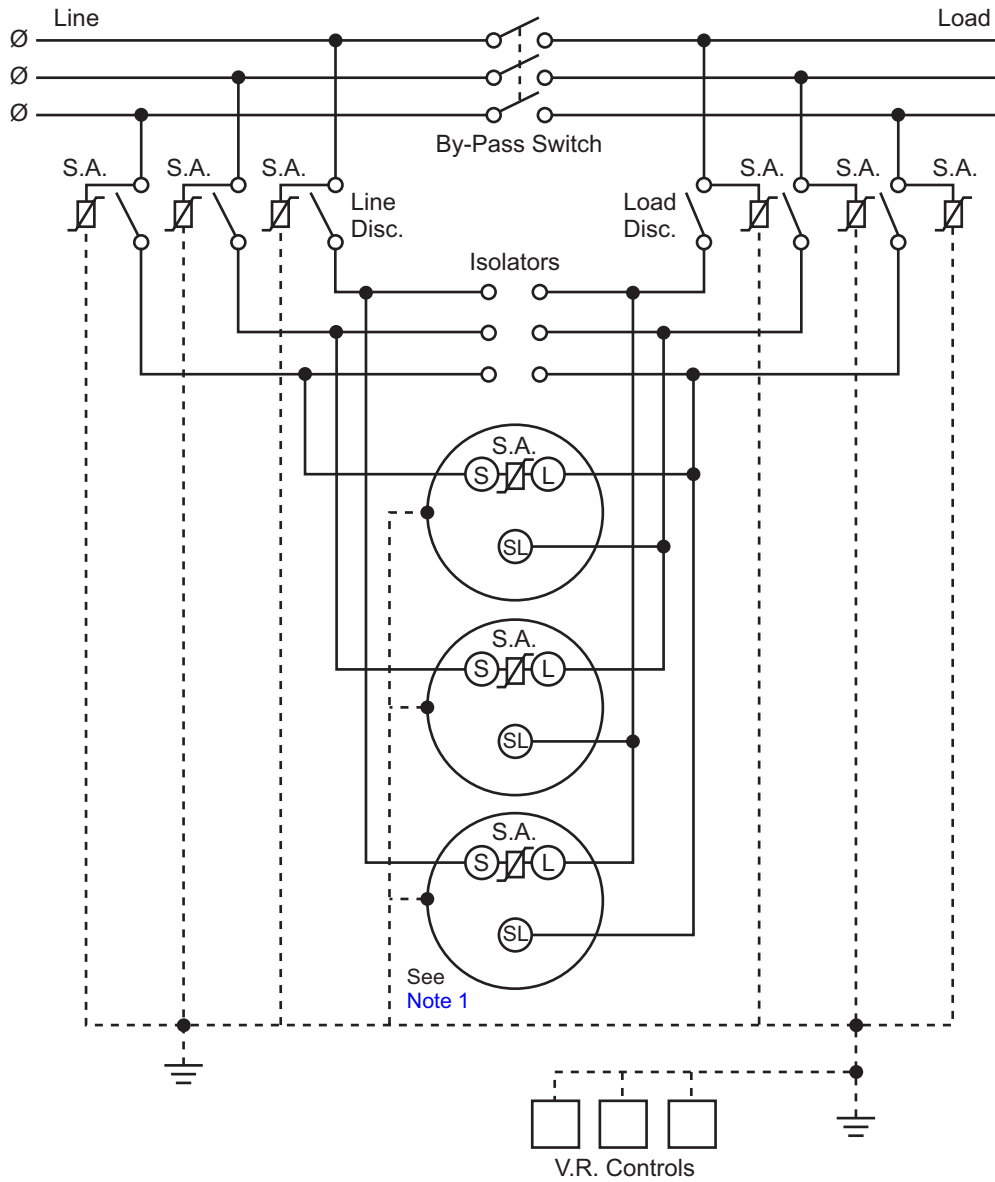 Line
Load
Ø
Ø
Ø
By-Pass Switch
S.A.
S.A.
S.A.
S.A.
S.A.
S.A.
Line
Disc.
Load
Disc.
Isolators
S.A.
S
L
SL
S.A.
S
L
SL
S.A.
S
L
SL
See
Note 1
V.R. Controls